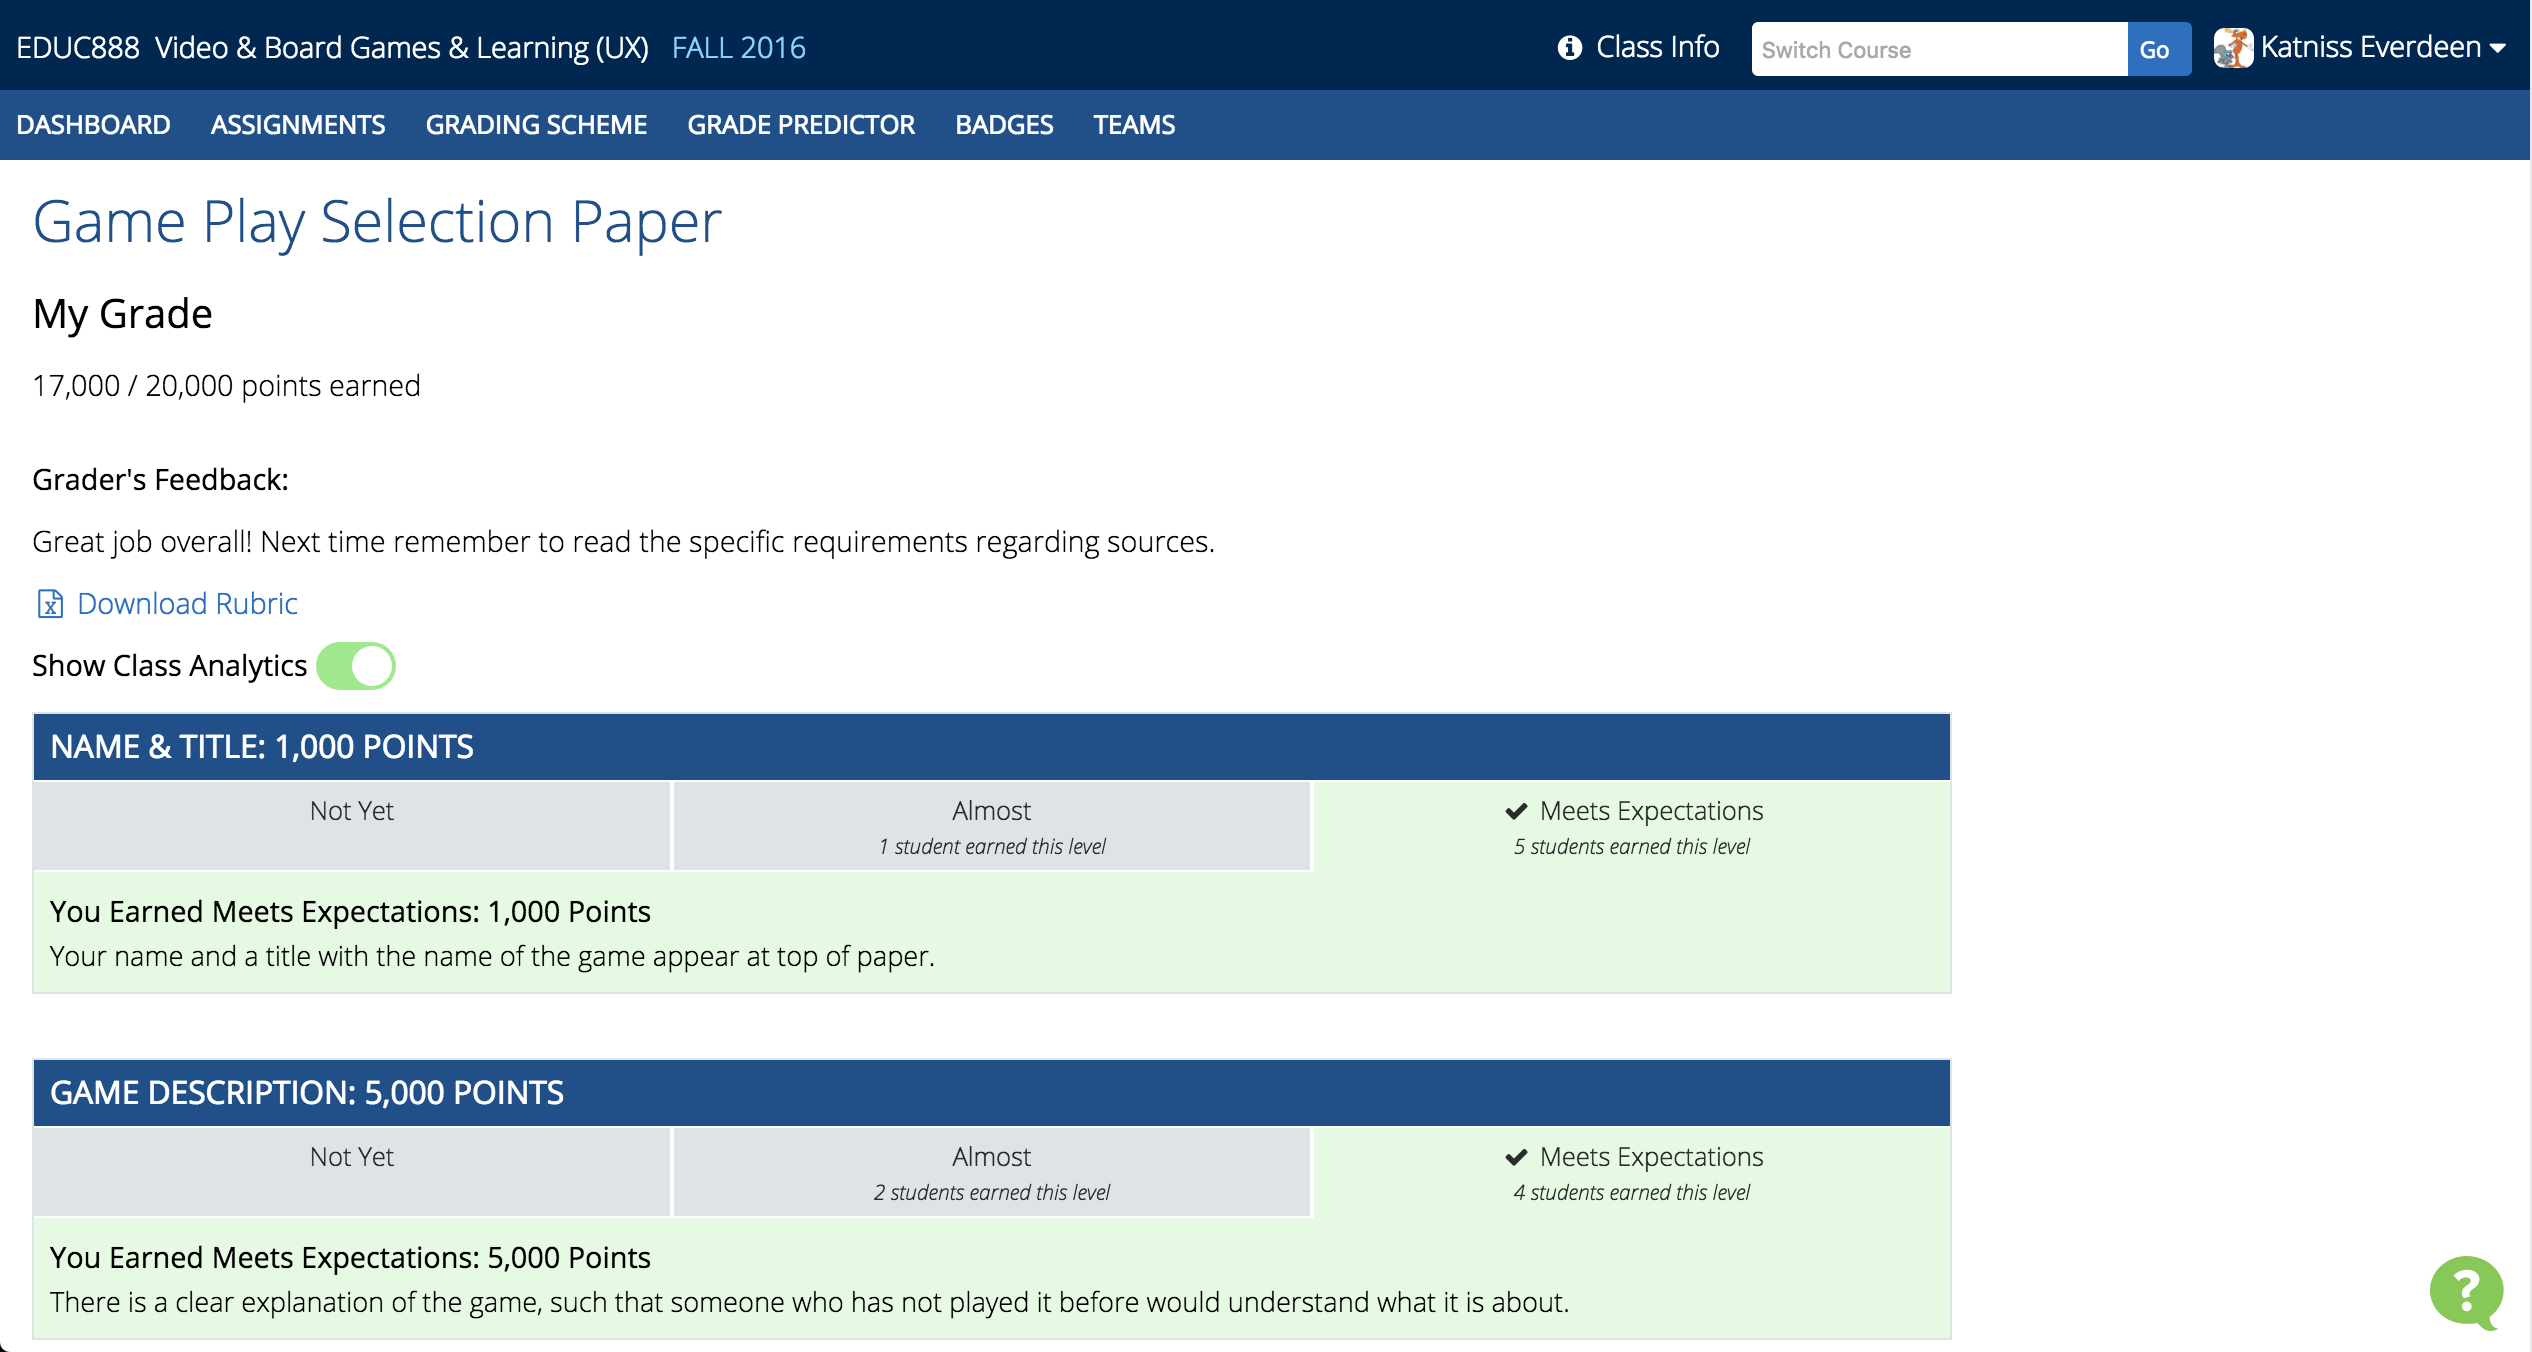 EDUC888 Video & Board Games & Learning (UX) FALL 2016
Class Info
Switch Course
Go
Katniss Everdeen
DASHBOARD ASSIGNMENTS GRADING SCHEME GRADE PREDICTOR BADGES TEAMS
Game Play Selection Paper
My Grade
17,000 / 20,000 points earned
Grader's Feedback:
Great job overall! Next time remember to read the specific requirements regarding sources.
Download Rubric
Show Class Analytics
NAME & TITLE: 1,000 POINTS
Not Yet
Almost
1 student earned this level
Meets Expectations
5 students earned this level
You Earned Meets Expectations: 1,000 Points
Your name and a title with the name of the game appear at top of paper.
GAME DESCRIPTION: 5,000 POINTS
Not Yet
Almost
2 students earned this level
Meets Expectations
4 students earned this level
You Earned Meets Expectations: 5,000 Points
There is a clear explanation of the game, such that someone who has not played it before would understand what it is about.
?